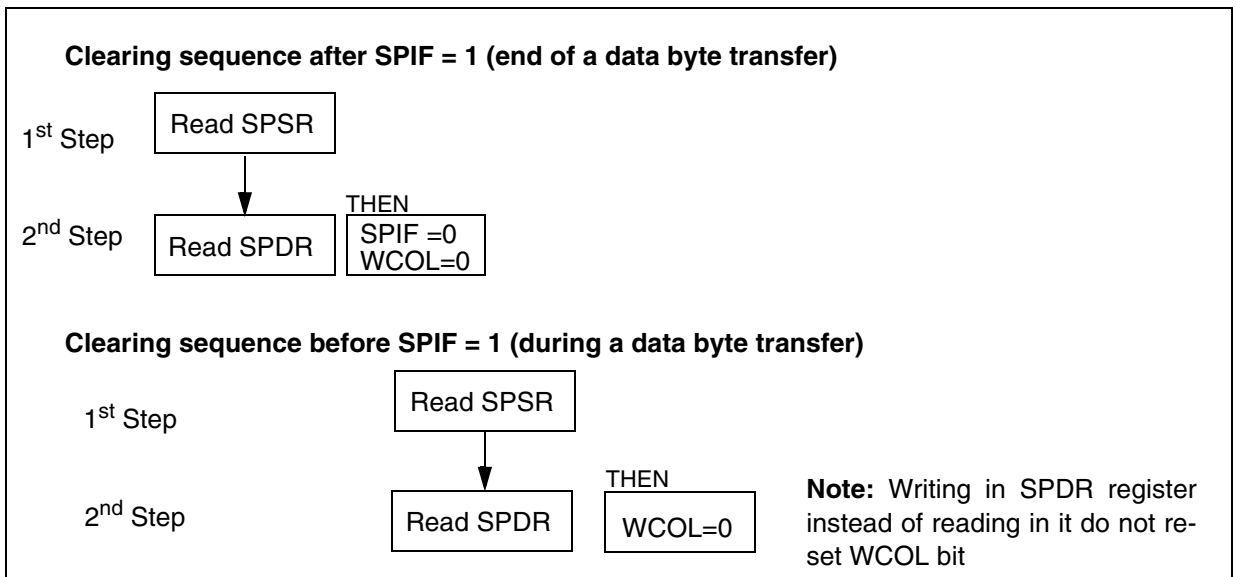 Clearing sequence after SPIF = 1 (end of a data byte transfer)
1st Step
Read SPSR
THEN
2nd Step
Read SPDR
SPIF =0
WCOL=0
Clearing sequence before SPIF = 1 (during a data byte transfer)
1st Step
Read SPSR
THEN
2nd Step
Read SPDR
WCOL=0
Note: Writing in SPDR register
instead of reading in it do not re-
set WCOL bit